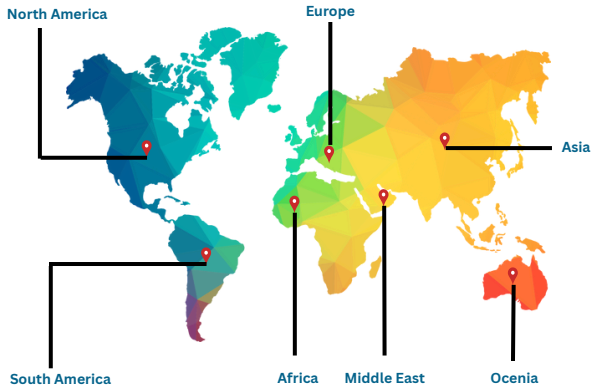 North America
Europe
Asia
South America
Africa
Middle East
Ocenia